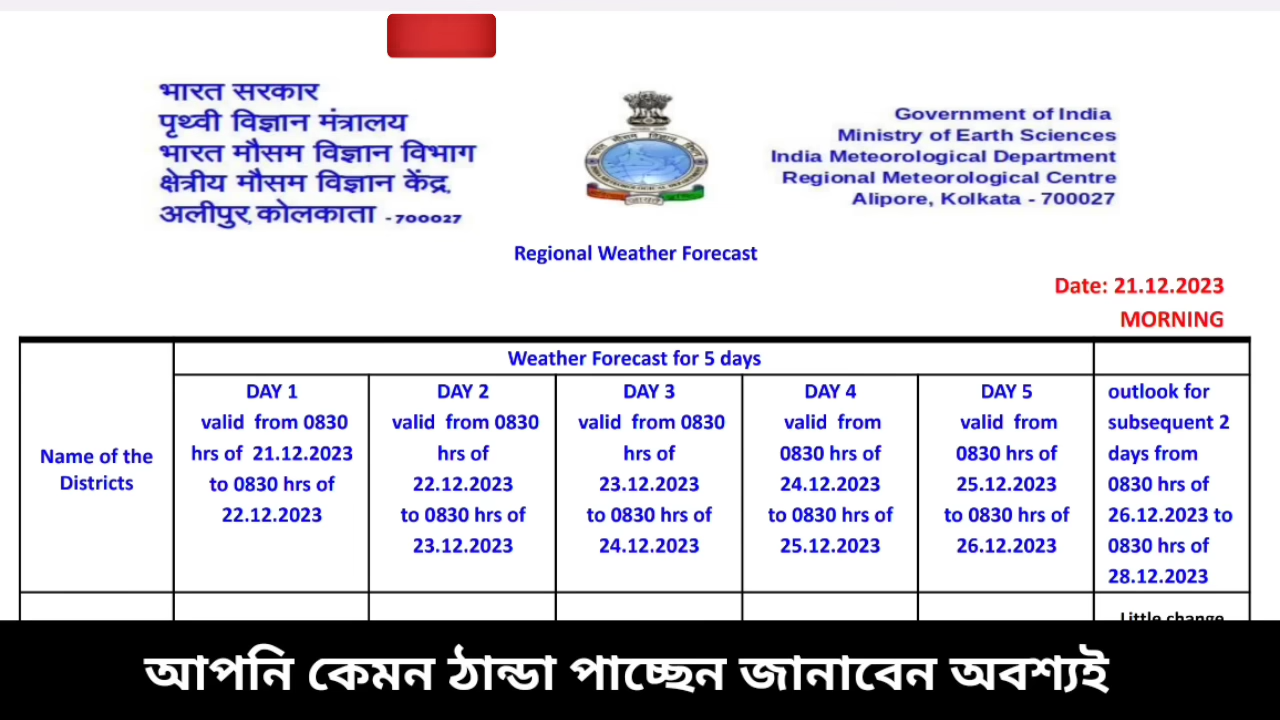 भारत सरकार
पृथ्वी विज्ञान मंत्रालय
भारत मौसम विज्ञान विभाग
क्षेत्रीय मौसम विज्ञान केंद्र,
अलीपुर, कोलकाता - 700027
Government of India
Ministry of Earth Sciences
India Meteorological Department
Regional Meteorological Centre
Alipore, Kolkata - 700027
Regional Weather Forecast
Date: 21.12.2023
MORNING
Name of the
Districts
Weather Forecast for 5 days
DAY 1
valid from 0830
hrs of 21.12.2023
to 0830 hrs of
22.12.2023
DAY 2
valid from 0830
hrs of
22.12.2023
to 0830 hrs of
23.12.2023
DAY 3
valid from 0830
hrs of
23.12.2023
to 0830 hrs of
24.12.2023
DAY 4
valid from
0830 hrs of
24.12.2023
to 0830 hrs of
25.12.2023
DAY 5
valid from
0830 hrs of
25.12.2023
to 0830 hrs of
26.12.2023
outlook for
subsequent 2
days from
0830 hrs of
26.12.2023 to
0830 hrs of
28.12.2023
Little change
আপনি কেমন ঠান্ডা পাচ্ছেন জানাবেন অবশ্যই